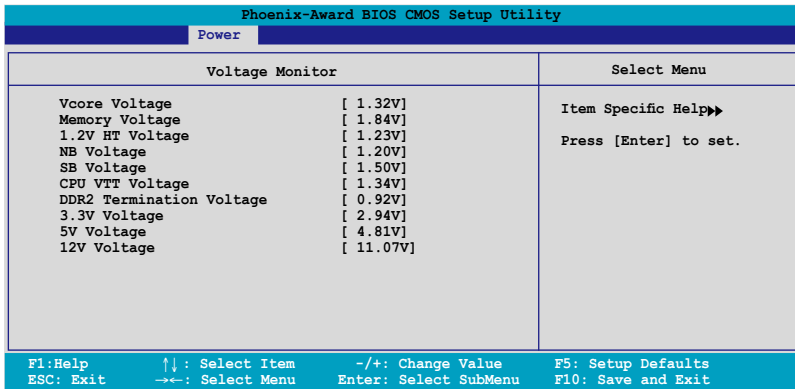 Phoenix-Award BIOS CMOS Setup Utility
Power
Voltage Monitor
Select Menu
Vcore Voltage [ 1.32V]
Memory Voltage [ 1.84V]
1.2V HT Voltage [ 1.23V]
NB Voltage [ 1.20V]
SB Voltage [ 1.50V]
CPU VTT Voltage [ 1.34V]
DDR2 Termination Voltage [ 0.92V]
3.3V Voltage [ 2.94V]
5V Voltage [ 4.81V]
12V Voltage [ 11.07V]
Item Specific Help▶▶
Press [Enter] to set.
F1:Help ↑↓: Select Item -/+: Change Value F5: Setup Defaults
ESC: Exit →←: Select Menu Enter: Select SubMenu F10: Save and Exit